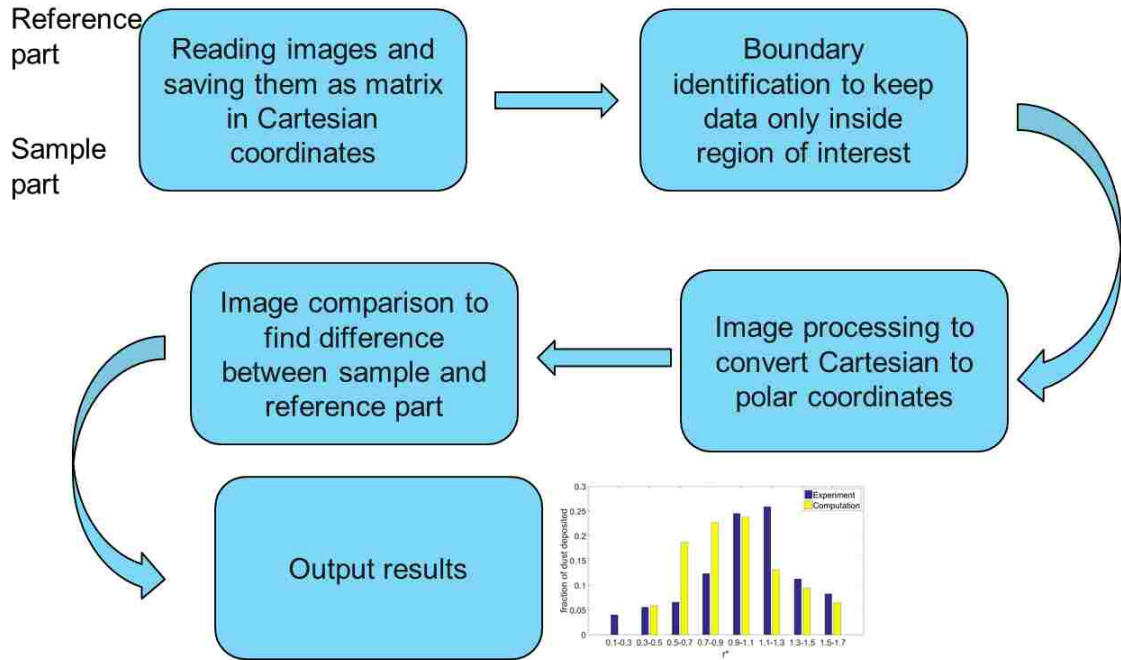 Reference
part
Sample
part
Reading images and
saving them as matrix
in Cartesian
coordinates
Boundary
identification to keep
data only inside
region of interest
Image processing to
convert Cartesian to
polar coordinates
Image comparison to
find difference
between sample and
reference part
Output results
fraction of dust deposited
0.3
0.25
0.2
0.15
0.1
0.05
0
Experiment
Computation
0.1-0.3 0.3-0.5 0.5-0.7 0.7-0.9 0.9-1.1 1.1-1.3 1.3-1.5 1.5-1.7
r*